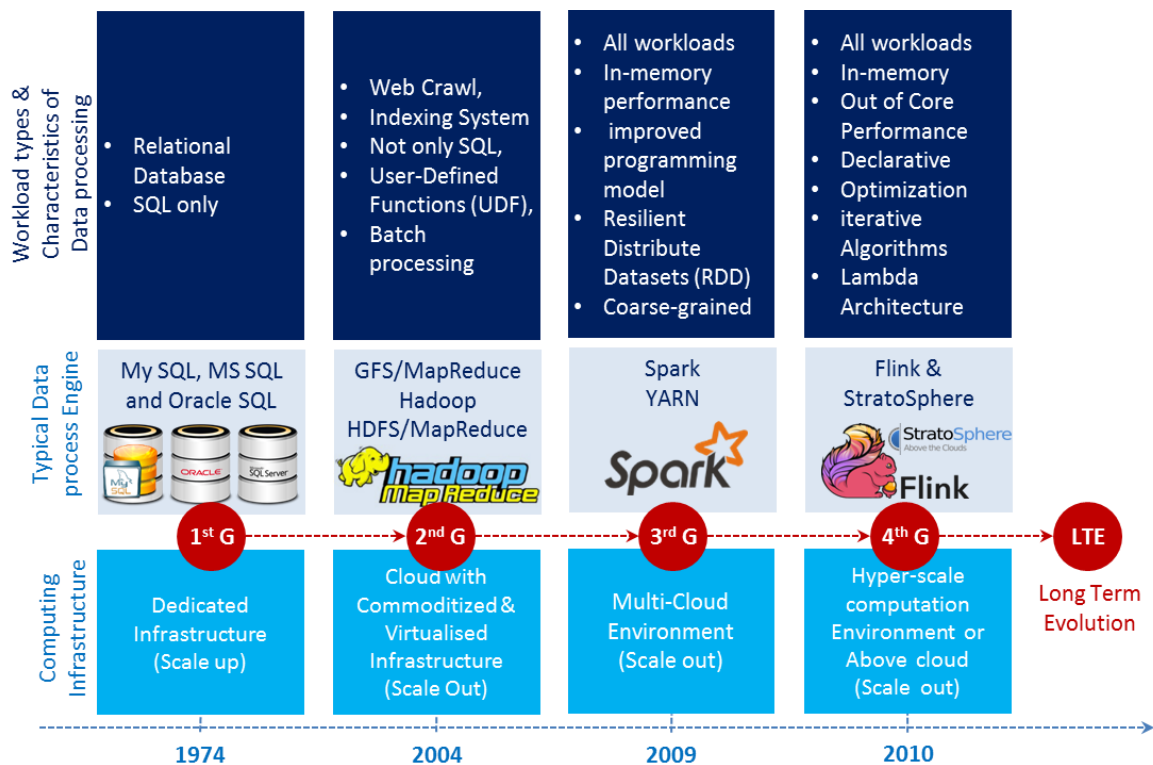 Workload types &
Characteristics of
Data processing
• Relational
Database
• SQL only
• Web Crawl,
• Indexing System
• Not only SQL,
• User-Defined
Functions (UDF),
• Batch
processing
• All workloads
• In-memory
performance
• improved
programming
model
• Resilient
Distribute
Datasets (RDD)
• Coarse-grained
• All workloads
• In-memory
• Out of Core
Performance
• Declarative
• Optimization
• iterative
Algorithms
• Lambda
Architecture
Typical Data
process Engine
My SQL, MS SQL
and Oracle SQL
My
SQL
ORACLE
SQL Server
GFS/MapReduce
Hadoop
HDFS/MapReduce
hadoop
Map Reduce
Spark
YARN
Spark
Flink &
StratoSphere
StratoSphere
Above the Clouds
Flink
1st G
2nd G
3rd G
4th G
LTE
Long Term
Evolution
Computing
Infrastructure
Dedicated
Infrastructure
(Scale up)
Cloud with
Commoditized &
Virtualised
Infrastructure
(Scale Out)
Multi-Cloud
Environment
(Scale out)
Hyper-scale
computation
Environment or
Above cloud
(Scale out)
1974
2004
2009
2010